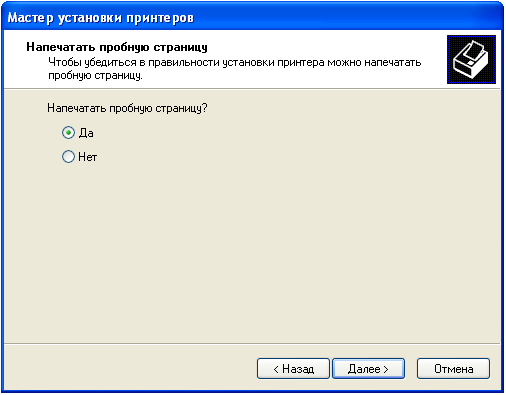 Мастер установки принтеров
Напечатать пробную страницу
Чтобы убедиться в правильности установки принтера можно напечатать
пробную страницу.
Напечатать пробную страницу?
Да
Нет
< Назад Далее > Отмена